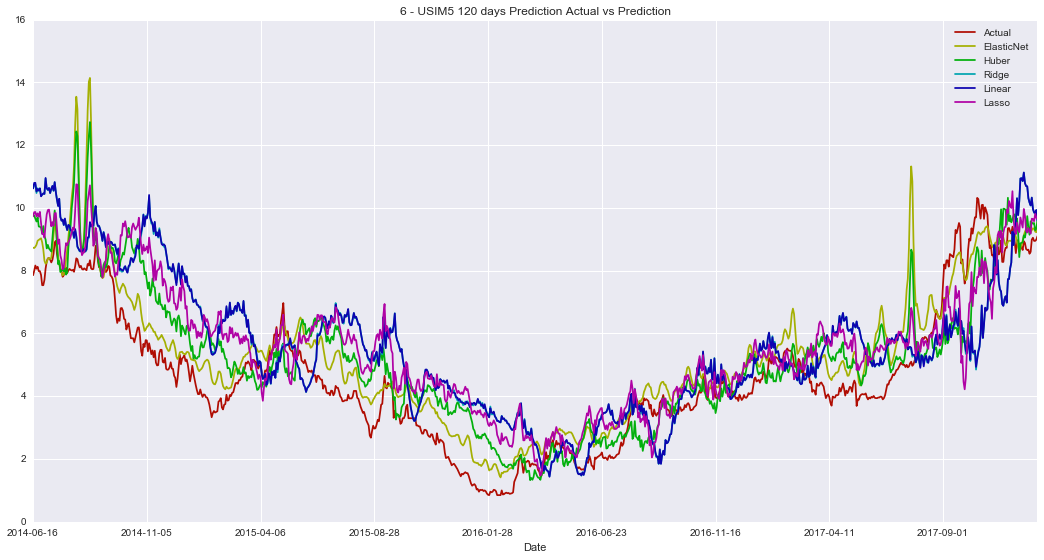 6 - USIM5 120 days Prediction Actual vs Prediction
16
14
12
10
8
6
4
2
0
Actual
ElasticNet
Huber
Ridge
Linear
Lasso
2014-06-16 2014-11-05 2015-04-06 2015-08-28 2016-01-28 2016-06-23 2016-11-16 2017-04-11 2017-09-01
Date